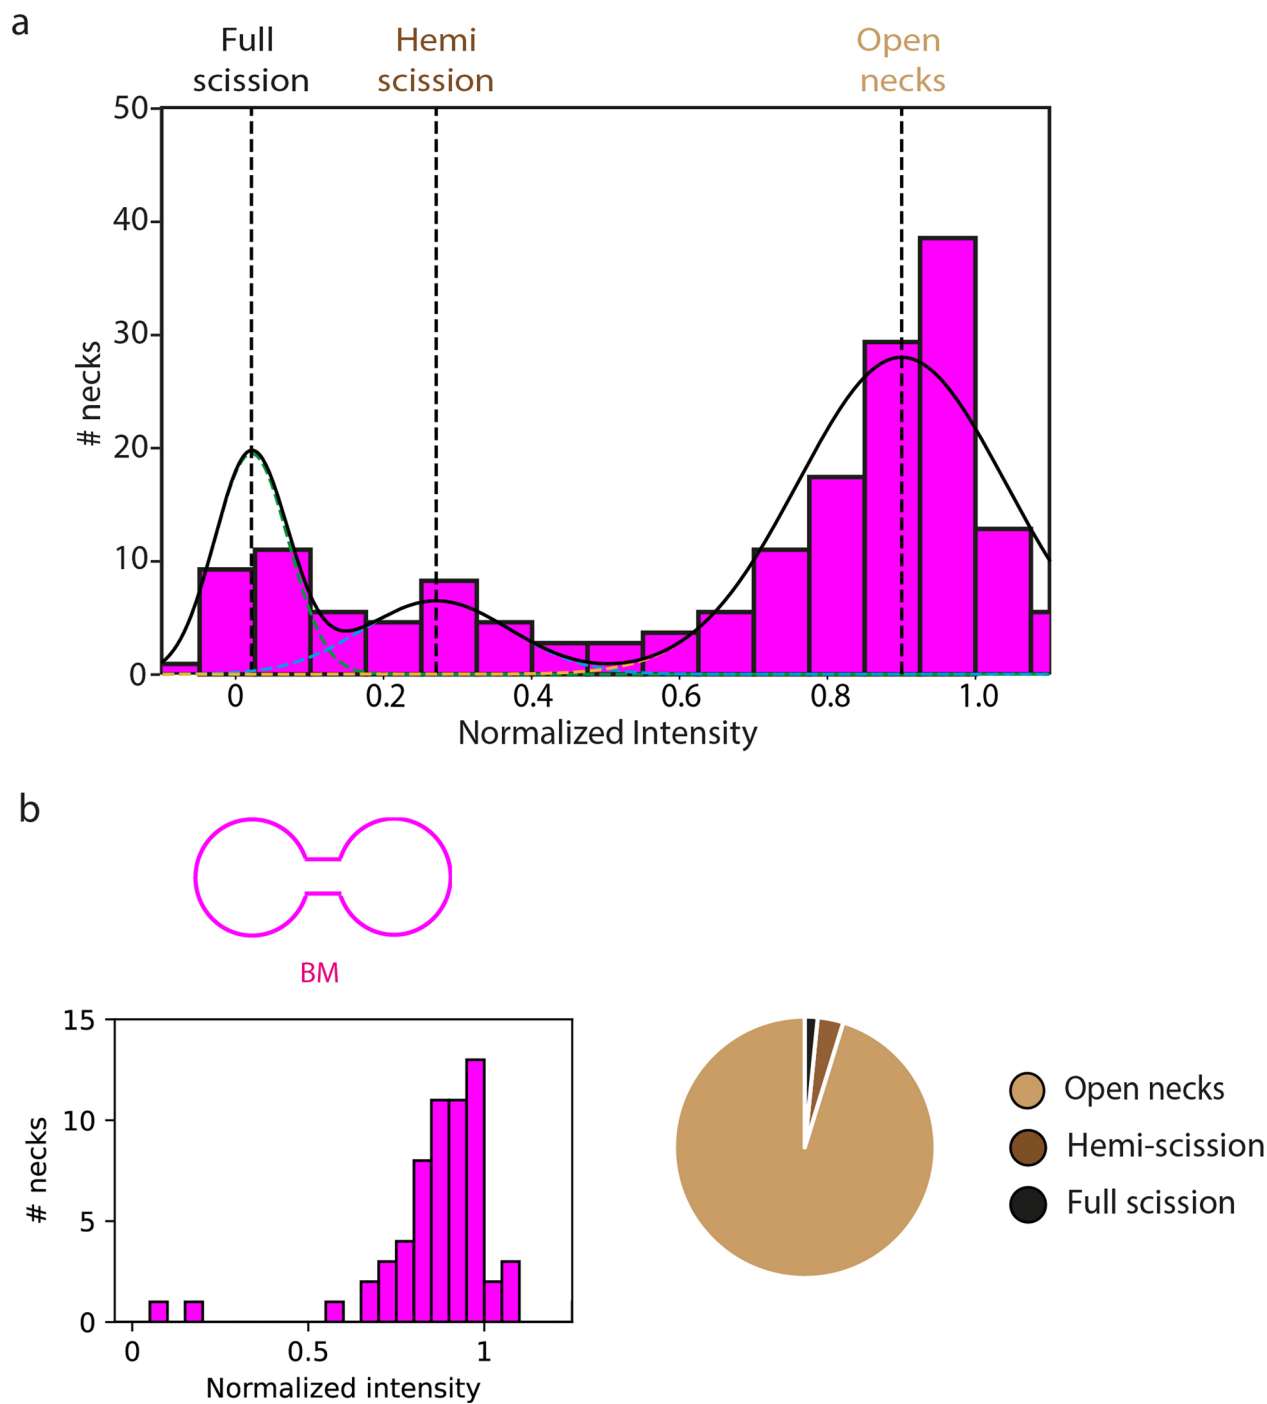 a
Full
scission
Hemi
scission
Open
necks
50
40
30
20
10
0
# necks
0 0.2 0.4 0.6 0.8 1.0
Normalized Intensity
b
BM
15
10
5
0
# necks
0 0.5 1
Normalized intensity
Open necks
Hemi-scission
Full scission